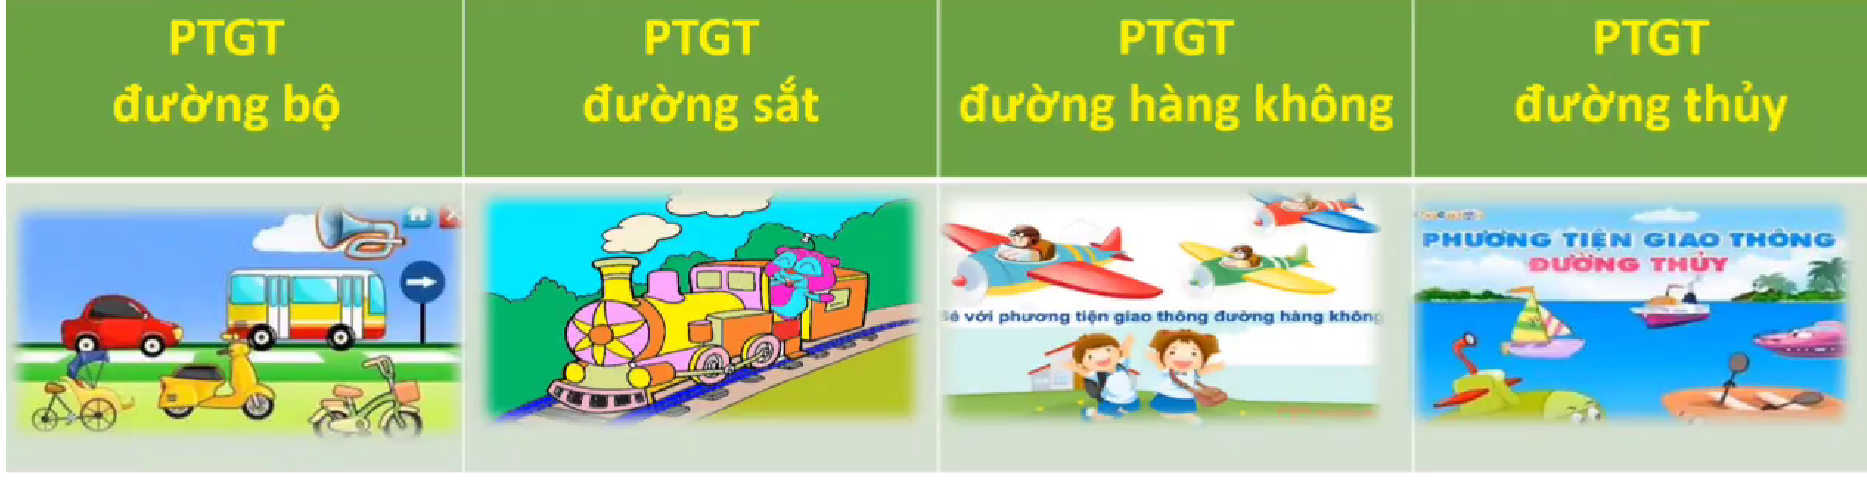 PTGT
đường bộ
PTGT
đường sắt
PTGT
đường hàng không
PTGT
đường thủy
với phương tiện giao thông đường hàng không
PHƯƠNG TIỆN GIAO THÔNG
ĐƯỜNG THỦY